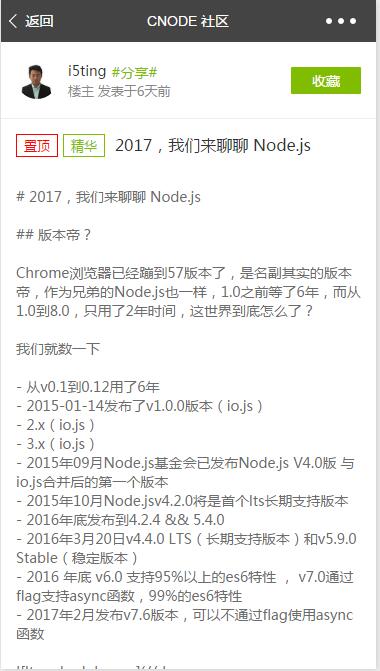 返回 CNODE 社区
i5ting #分享#
楼主 发表于6天前
收藏
置顶 精华 2017，我们来聊聊 Node.js
# 2017，我们来聊聊 Node.js
## 版本帝？
Chrome浏览器已经蹦到57版本了，是名副其实的版本
帝，作为兄弟的Node.js也一样，1.0之前等了6年，而从
1.0到8.0，只用了2年时间，这世界到底怎么了？
我们就数一下
- 从v0.1到0.12用了6年
- 2015-01-14发布了v1.0.0版本（io.js）
- 2.x（io.js）
- 3.x（io.js）
- 2015年09月Node.js基金会已发布Node.js V4.0版 与
io.js合并后的第一个版本
- 2015年10月Node.jsv4.2.0将是首个lts长期支持版本
- 2016年底发布到4.2.4 && 5.4.0
- 2016年3月20日v4.4.0 LTS（长期支持版本）和v5.9.0
Stable（稳定版本）
- 2016 年底 v6.0 支持95%以上的es6特性 ， v7.0通过
flag支持async函数，99%的es6特性
- 2017年2月发布v7.6版本，可以不通过flag使用async
函数